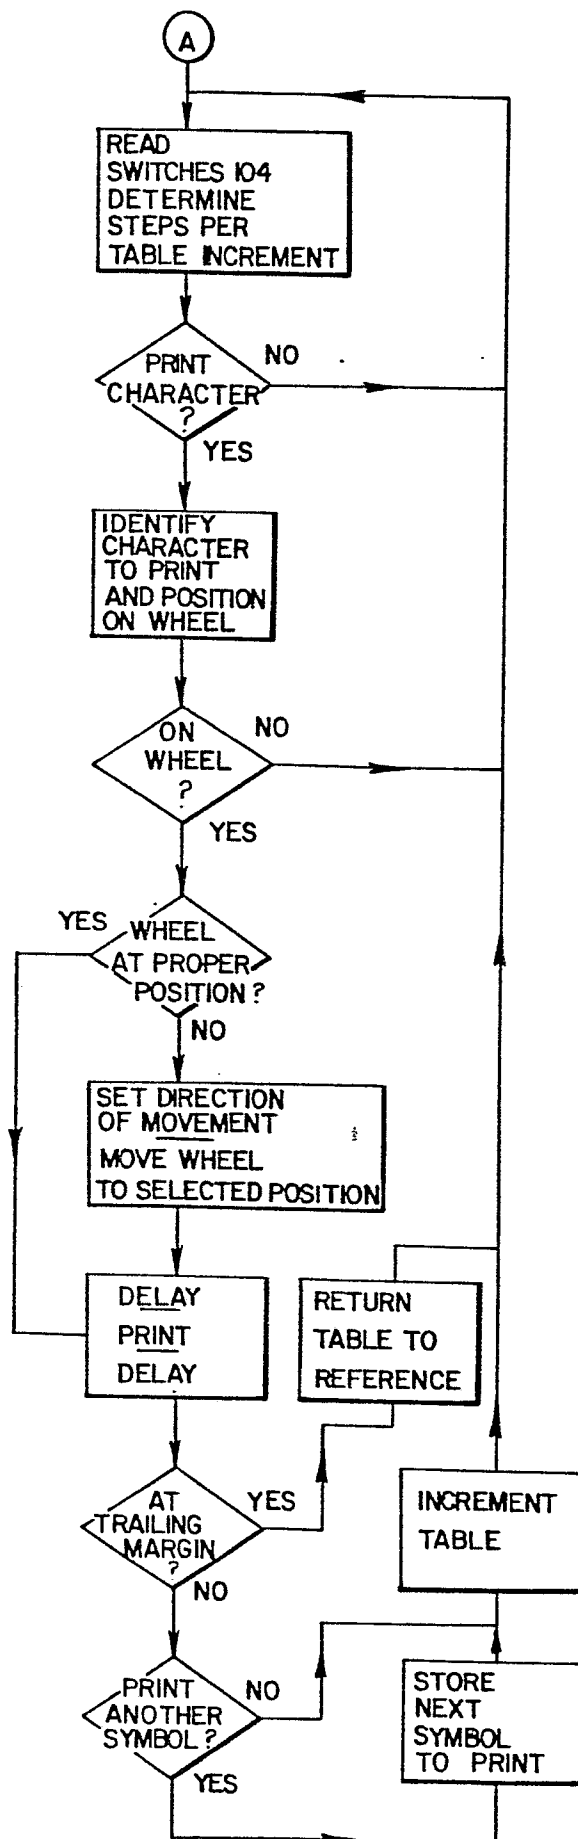 A
READ
SWITCHES 104
DETERMINE
STEPS PER
TABLE INCREMENT
NO
PRINT
CHARACTER
?
YES
IDENTIFY
CHARACTER
TO PRINT
AND POSITION
ON WHEEL
ON
WHEEL
?
NO
YES
YES
WHEEL
AT PROPER
POSITION?
NO
SET DIRECTION
OF MOVEMENT
MOVE WHEEL
TO SELECTED POSITION
DELAY
PRINT
DELAY
RETURN
TABLE TO
REFERENCE
AT
TRAILING
MARGIN
?
YES
NO
INCREMENT
TABLE
PRINT
ANOTHER
SYMBOL?
NO
YES
STORE
NEXT
SYMBOL
TO PRINT